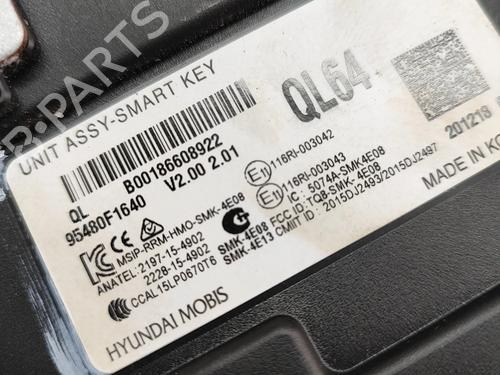 UNIT ASSY-SMART KEY
QL64
B00186608922
QL
95480F1640 V2.00 2.01
201218
MADE IN KO
MSIP-RRM-HMO-SMK-4E08
ANATEL: 2197-15-4902
2228-15-4902
CCAL15LP0670T6
SMK-4E08
SMK-4E13
E11 116RI-003042
E11 116RI-003043
IC : 5074A-SMK4E08
FCC ID: TQ8-SMK-4E08
CMIIT ID: 2015DJ2493/2015DJ2497
HYUNDAI MOBIS
PARTS